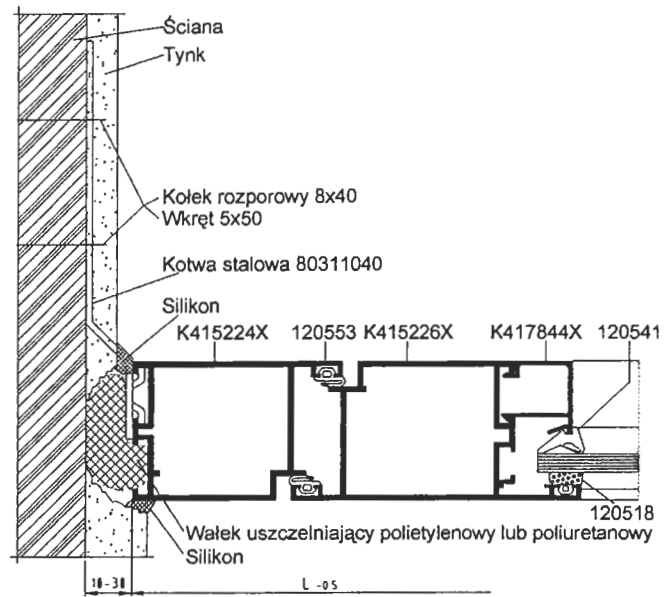 Ściana
Tynk
Kołek rozporowy 8x40
Wkręt 5x50
Kotwa stalowa 80311040
Silikon
K415224X 120553 K415226X K417844X 120541
120518
Wałek uszczelniający polietylenowy lub poliuretanowy
Silikon
10-30 L -os